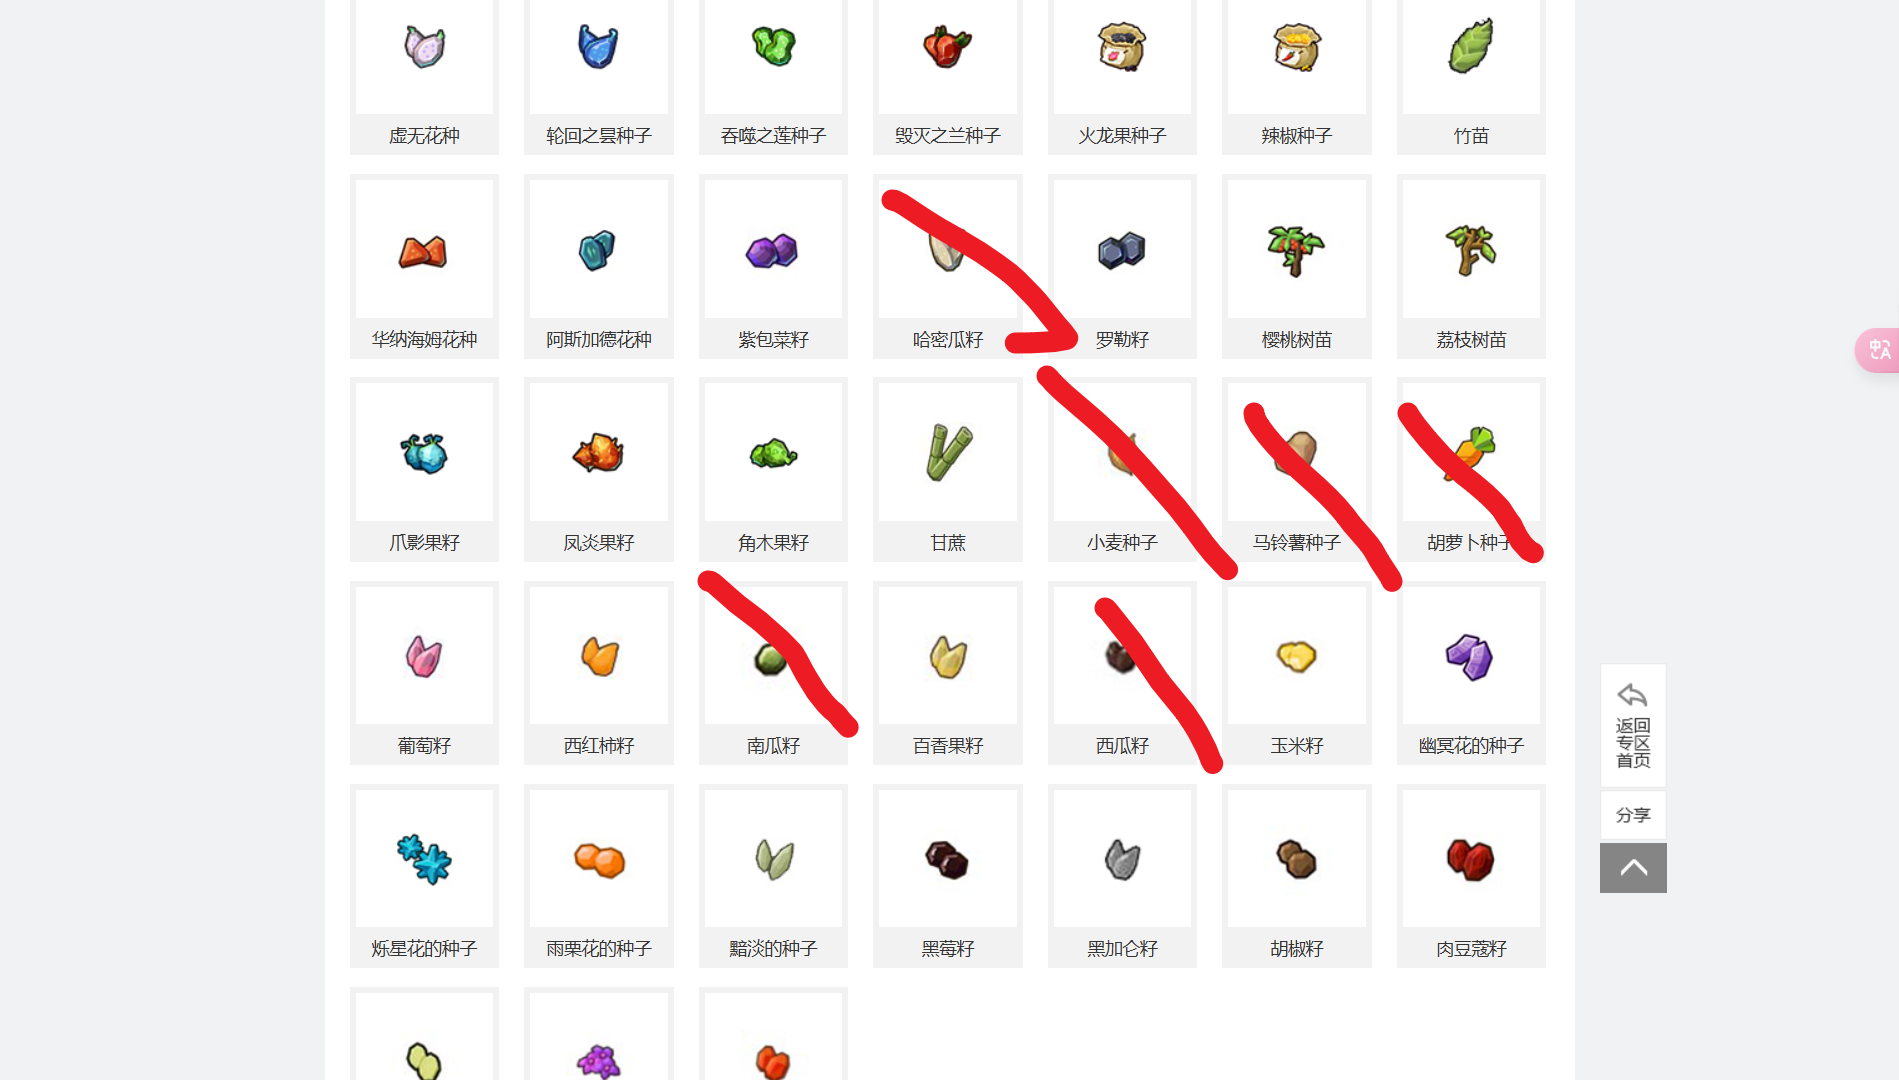 虚无花种
轮回之昙种子
吞噬之莲种子
毁灭之兰种子
火龙果种子
辣椒种子
竹苗
华纳海姆花种
阿斯加德花种
紫包菜籽
哈密瓜籽
罗勒籽
樱桃树苗
荔枝树苗
爪影果籽
凤炎果籽
角木果籽
甘蔗
小麦种子
马铃薯种子
胡萝卜种子
葡萄籽
西红柿籽
南瓜籽
百香果籽
西瓜籽
玉米籽
幽冥花的种子
烁星花的种子
雨栗花的种子
黯淡的种子
黑莓籽
黑加仑籽
胡椒籽
肉豆蔻籽
中A
返回
专区
首页
分享